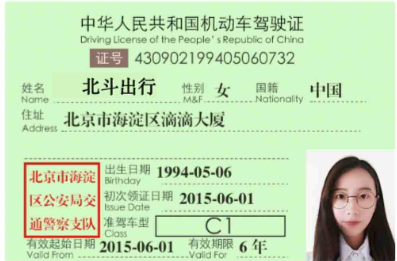 中华人民共和国机动车驾驶证
Driving License of the People's Republic of China
证号 430902199405060732
姓名 北斗出行 性别 女 国籍 中国
Name M&F Nationality
住址 北京市海淀区滴滴大厦
Address
北京市海淀
区公安局交
通警察支队
出生日期 1994-05-06
Birthday
初次领证日期 2015-06-01
Issue Date
准驾车型 C1
Class
有效起始日期 2015-06-01 有效期限 6 年
Valid From Valid For